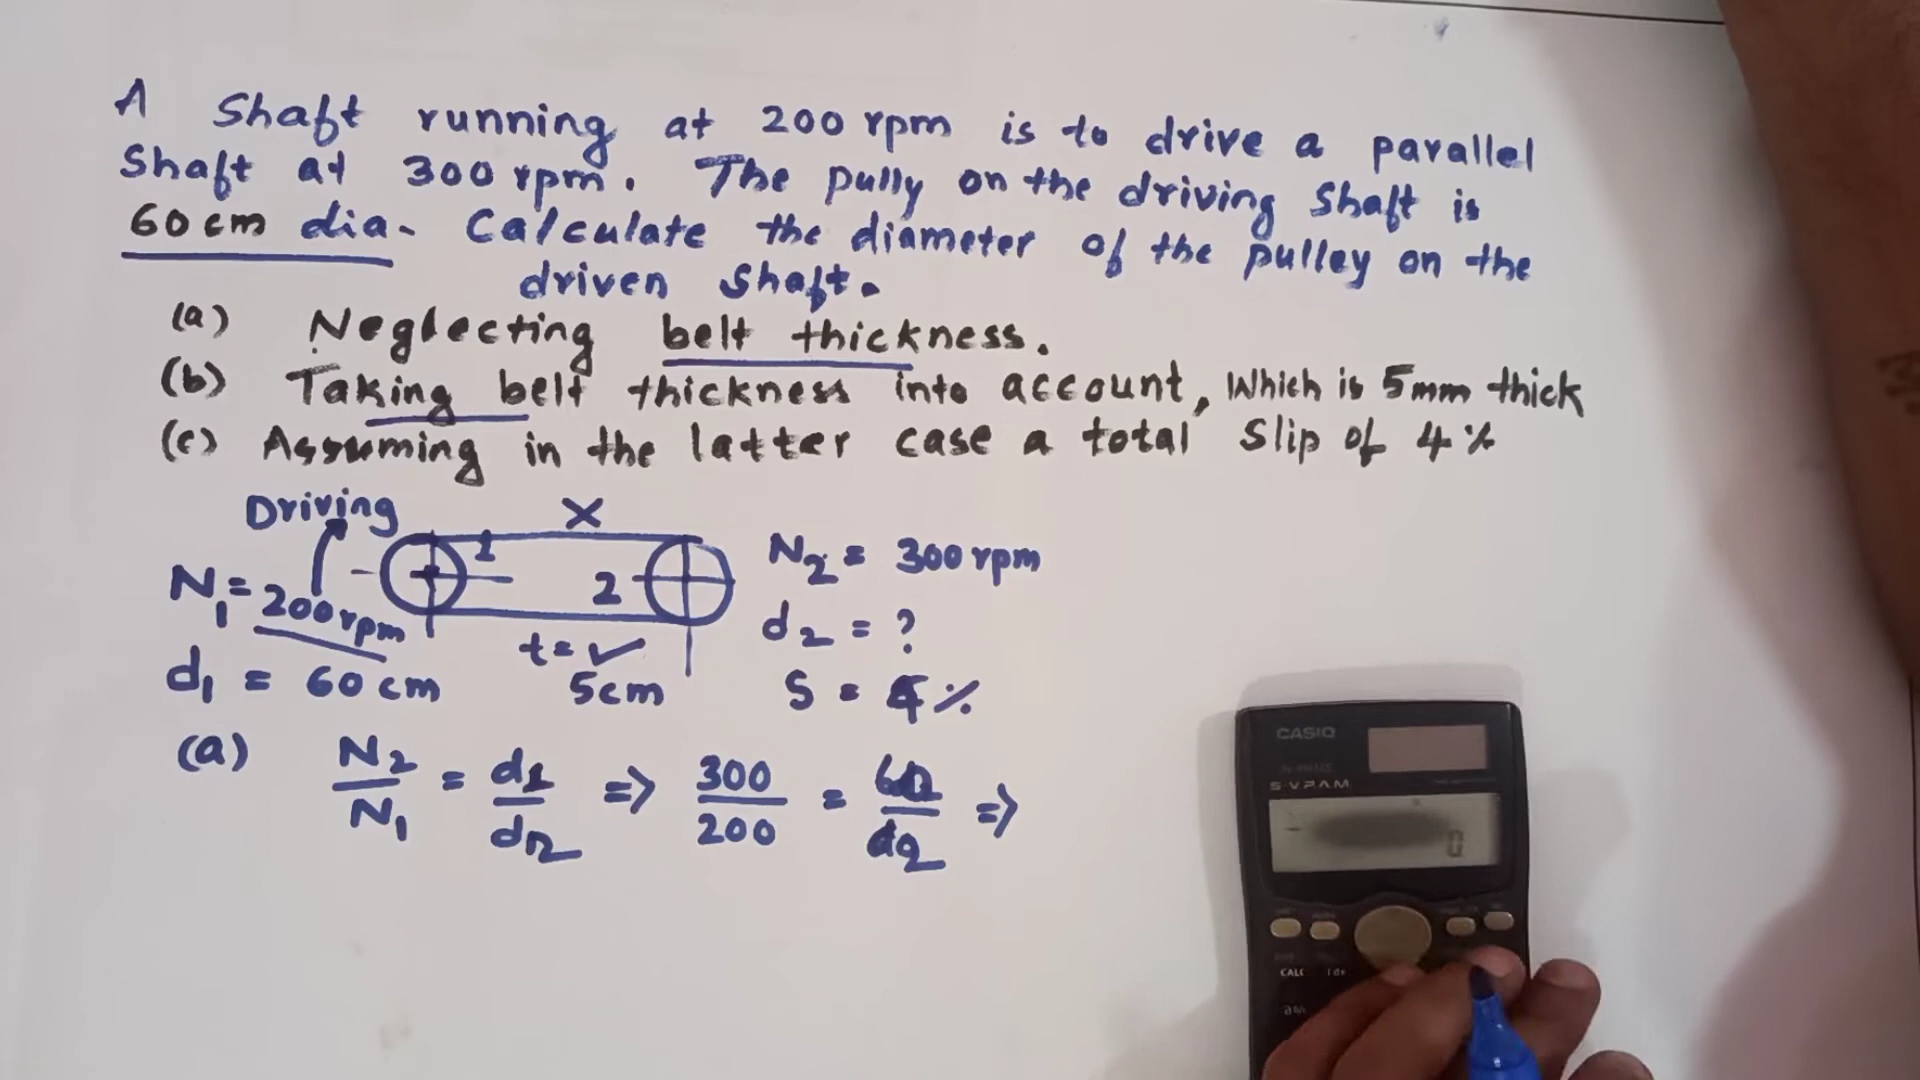 A Shaft running at 200 rpm is to drive a parallel
Shaft at 300 rpm. The pully on the driving Shaft is
60 cm dia. Calculate the diameter of the pulley on the
driven Shaft.
(a) Neglecting belt thickness.
(b) Taking belt thickness into account, Which is 5mm thick
(c) Assuming in the latter case a total Slip of 4%
Driving
X
1
2
N1 = 200 rpm
N2 = 300 rpm
d1 = 60 cm
t = ✓
5cm
d2 = ?
S = 4%
(a) N2/N1 = d1/d2 => 300/200 = 60/d2 =>
CASIO
S-V.P.A.M.
0
CALC